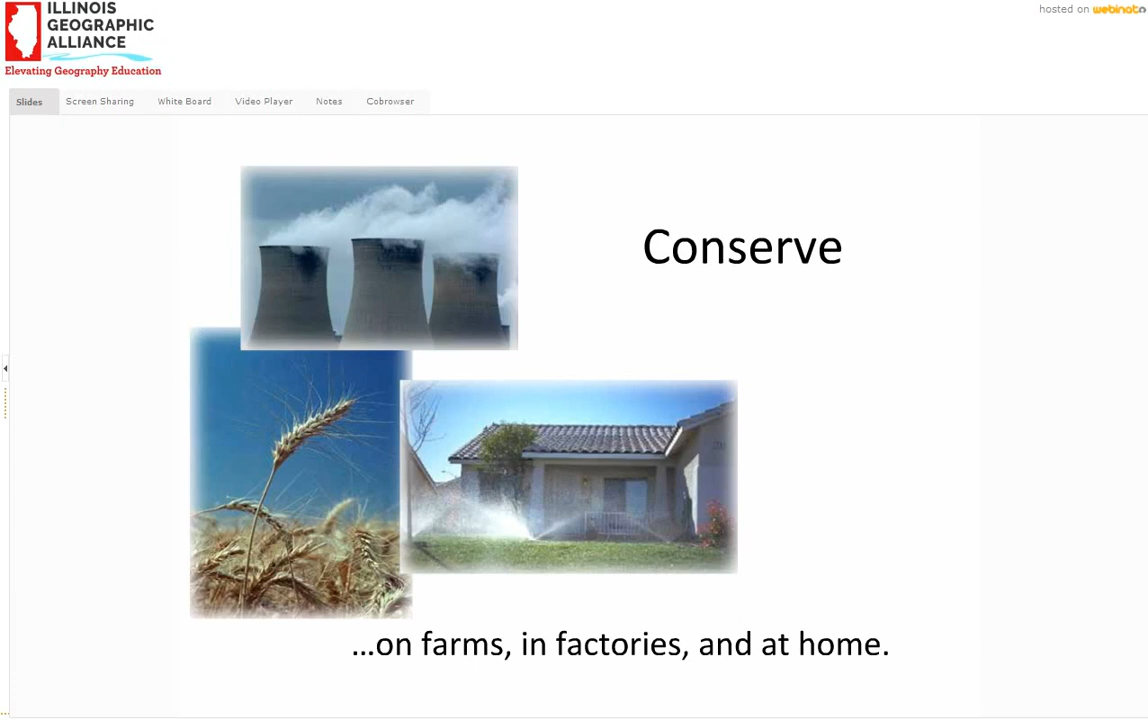 ILLINOIS
GEOGRAPHIC
ALLIANCE
Elevating Geography Education
hosted on webinato
Slides
Screen Sharing
White Board
Video Player
Notes
Cobrowser
Conserve
...on farms, in factories, and at home.